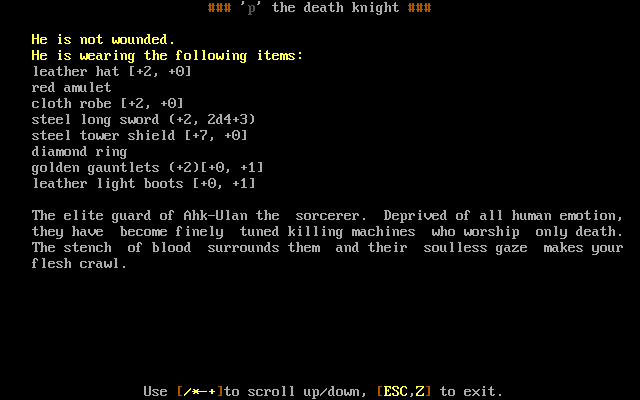 ### 'p' the death knight ###
He is not wounded.
He is wearing the following items:
leather hat [+2, +0]
red amulet
cloth robe [+2, +0]
steel long sword (+2, 2d4+3)
steel tower shield [+7, +0]
diamond ring
golden gauntlets (+2)[+0, +1]
leather light boots [+0, +1]
The elite guard of Ahk-Ulan the sorcerer. Deprived of all human emotion,
they have become finely tuned killing machines who worship only death.
The stench of blood surrounds them and their soulless gaze makes your
flesh crawl.
Use [/*-+]to scroll up/down, [ESC,Z] to exit.